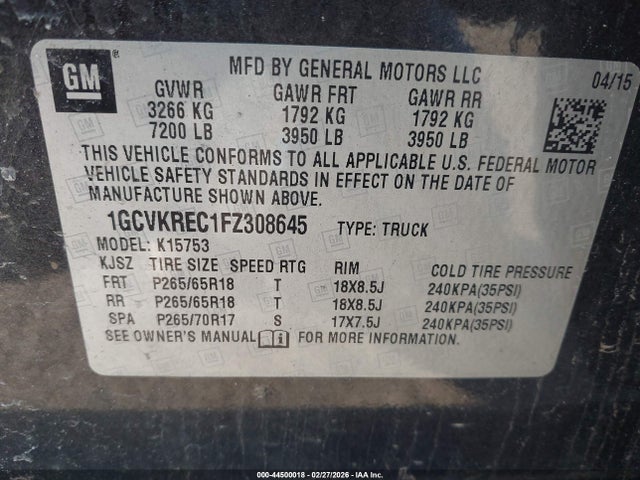 GM
MFD BY GENERAL MOTORS LLC 04/15
GVWR GAWR FRT GAWR RR
3266 KG 1792 KG 1792 KG
7200 LB 3950 LB 3950 LB
THIS VEHICLE CONFORMS TO ALL APPLICABLE U.S. FEDERAL MOTOR
VEHICLE SAFETY STANDARDS IN EFFECT ON THE DATE OF
MANUFACTURE SHOWN ABOVE.
1GCVKREC1FZ308645 TYPE: TRUCK
MODEL: K15753
KJSZ TIRE SIZE SPEED RTG RIM COLD TIRE PRESSURE
FRT P265/65R18 T 18X8.5J 240KPA(35PSI)
RR P265/65R18 T 18X8.5J 240KPA(35PSI)
SPA P265/70R17 S 17X7.5J 240KPA(35PSI)
SEE OWNER'S MANUAL FOR MORE INFORMATION.
000-44500018 - 02/27/2026 - IAA Inc.